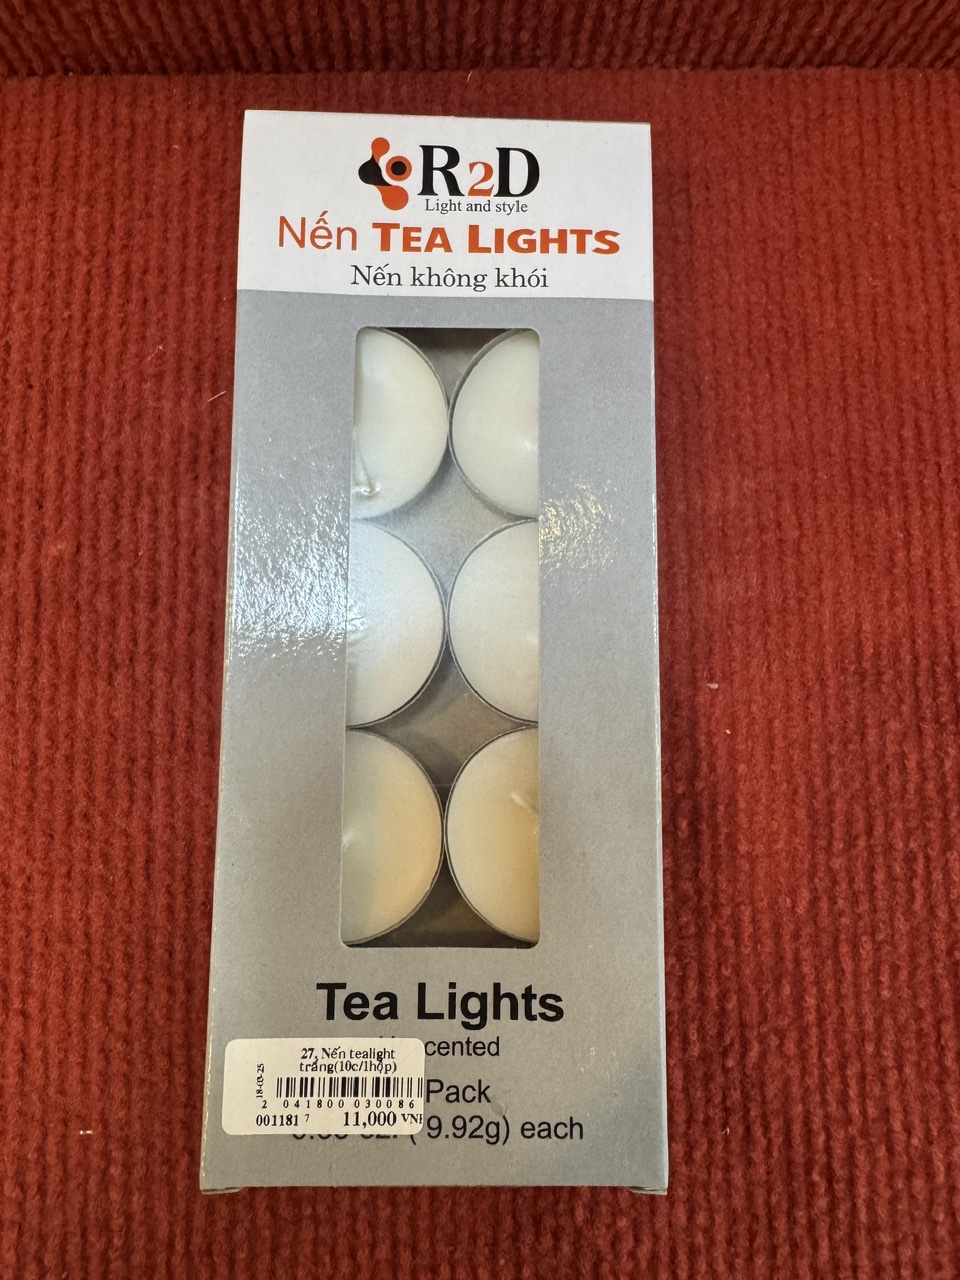 R2D
Light and style
Nến TEA LIGHTS
Nến không khói
Tea Lights
cented
27, Nến tealight
trắng(10c/1hộp)
18-03-25
2 041800 030086
001181 7 11,000 VNĐ
Pack
9.92g) each